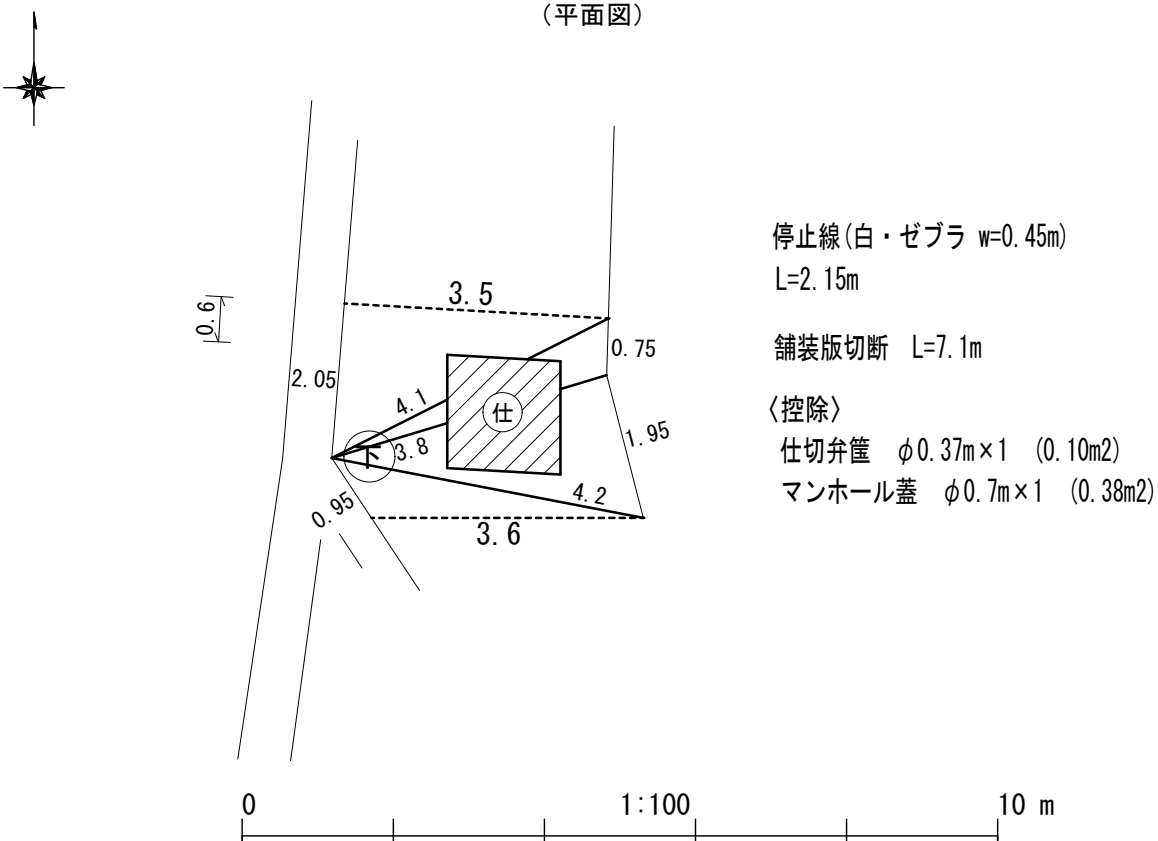 (平面図)
停止線(白・ゼブラ w=0.45m)
L=2.15m
3.5
0.6
0.75
舗装版切断 L=7.1m
2.05
4.1
仕
〈控除〉
1.95
下
3.8
仕切弁筐 φ0.37m×1 (0.10m2)
4.2
マンホール蓋 φ0.7m×1 (0.38m2)
0.95
3.6
0 1:100 10 m